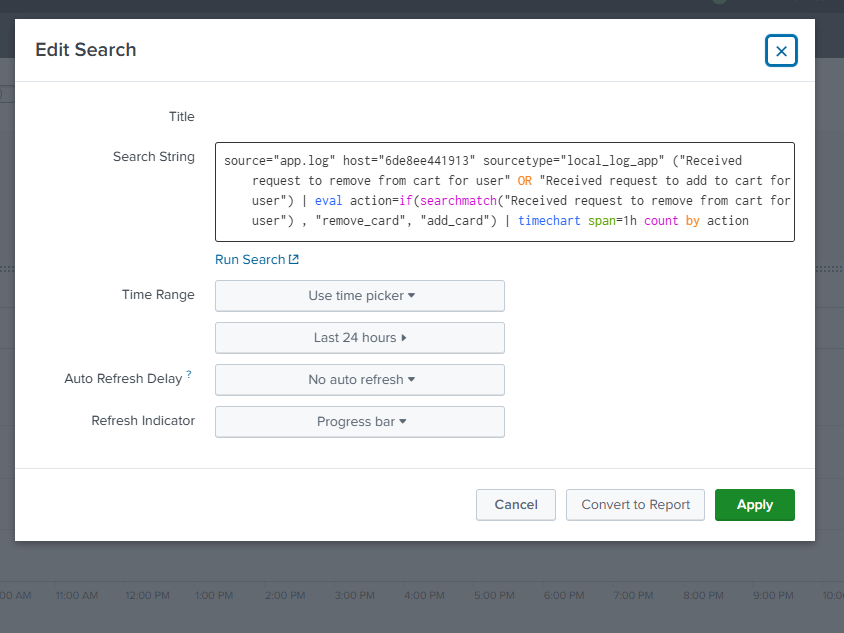 Edit Search
Title
Search String
source="app.log" host="6de8ee441913" sourcetype="local_log_app" ("Received
request to remove from cart for user" OR "Received request to add to cart for
user") | eval action=if(searchmatch("Received request to remove from cart for
user") , "remove_card", "add_card") | timechart span=1h count by action
Run Search
Time Range
Use time picker
Last 24 hours
Auto Refresh Delay ?
No auto refresh
Refresh Indicator
Progress bar
Cancel Convert to Report Apply
:00 AM 11:00 AM 12:00 PM 1:00 PM 2:00 PM 3:00 PM 4:00 PM 5:00 PM 6:00 PM 7:00 PM 8:00 PM 9:00 PM 10:0